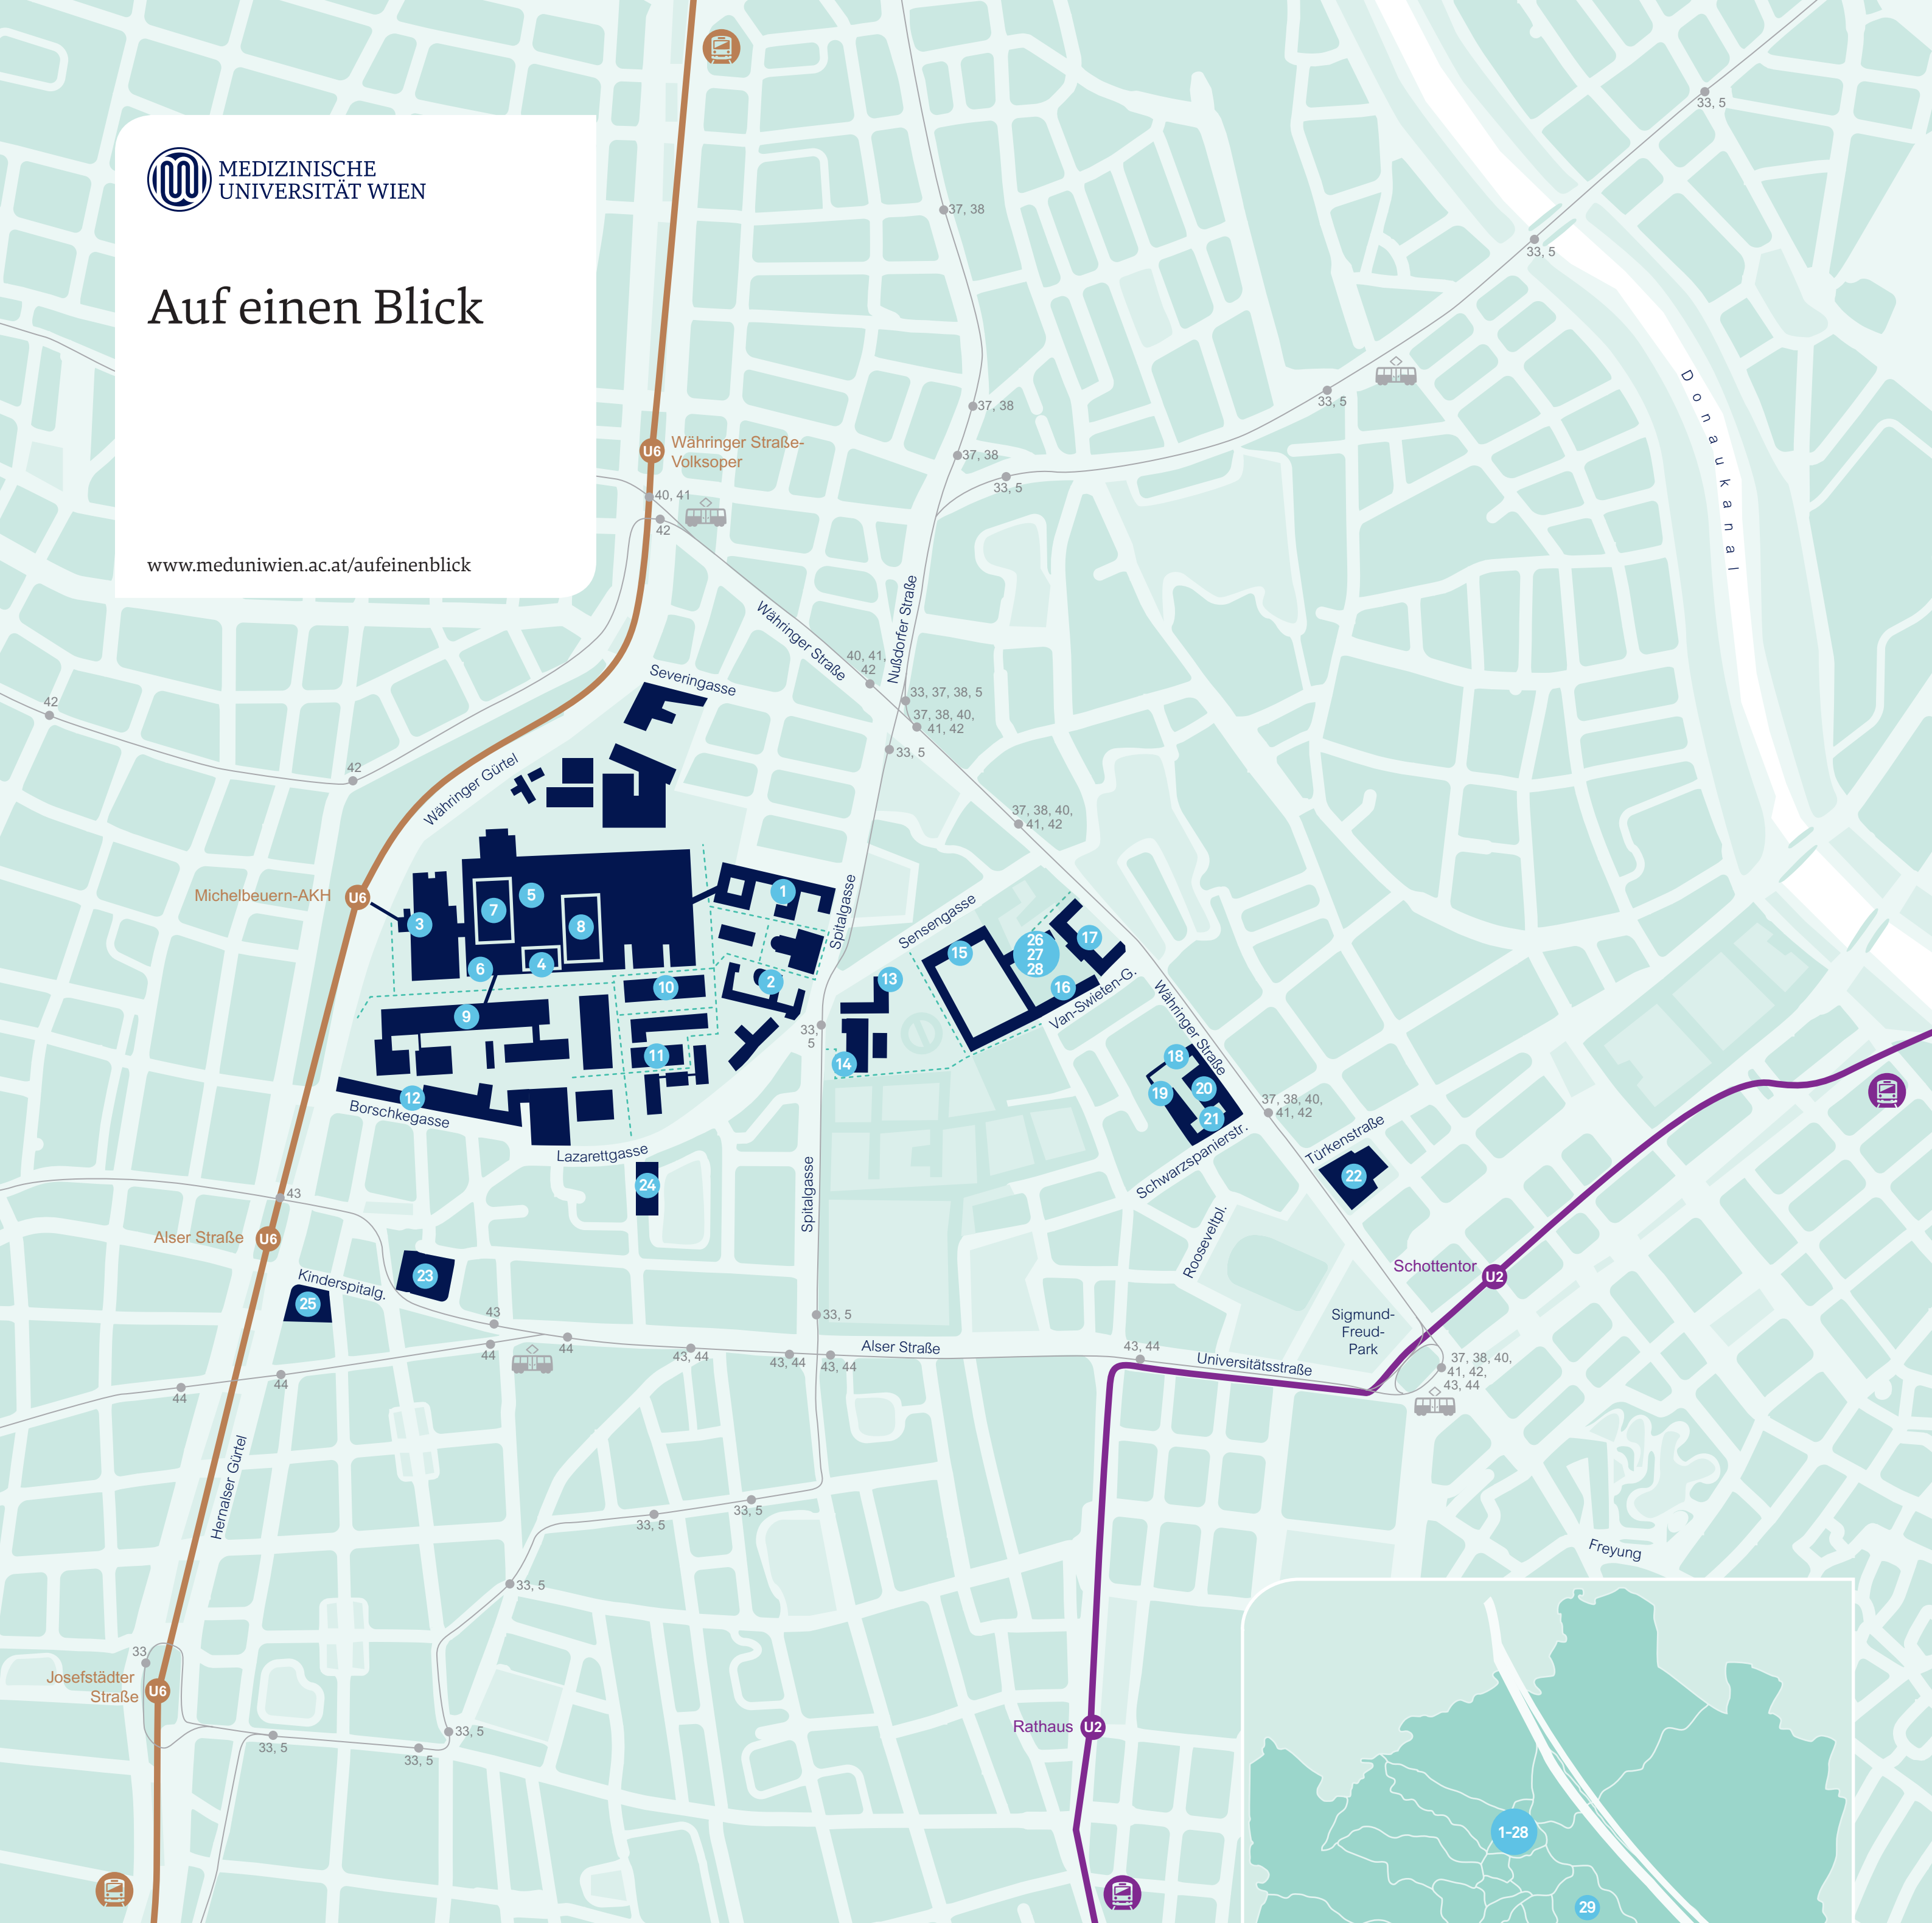 MEDIZINISCHE
UNIVERSITÄT WIEN
Auf einen Blick
www.meduniwien.ac.at/aufeinenblick
33, 5
37, 38
33, 5
Donaukanal
33, 5
37, 38
U6
Währinger Straße-
Volksoper
37, 38
33, 5
40, 41
42
Währinger Straße
Nußdorfer Straße
40, 41,
42
Severingasse
33, 37, 38, 5
42
37, 38, 40,
41, 42
33, 5
42
Währinger Gürtel
37, 38, 40,
41, 42
Michelbeuern-AKH
U6
1
2
3
4
5
6
7
8
9
10
11
12
Spitalgasse
Sensengasse
13
14
15
26
27
28
16
17
Van-Swieten-G.
Währinger Straße
33,
5
18
19
20
21
Schwarzspanierstr.
37, 38, 40,
41, 42
Türkenstraße
22
Borschkegasse
Lazarettgasse
24
Spitalgasse
43
Alser Straße
U6
Kinderspitalg.
23
25
Rooseveltpl.
Schottentor
U2
Sigmund-
Freud-
Park
43
44
44
43, 44
43, 44
43, 44
33, 5
Alser Straße
43, 44
Universitätsstraße
37, 38, 40,
41, 42,
43, 44
44
44
Hernalser Gürtel
33, 5
33, 5
33, 5
Freyung
33
Josefstädter
Straße
U6
33, 5
33, 5
33, 5
Rathaus
U2
1–28
29